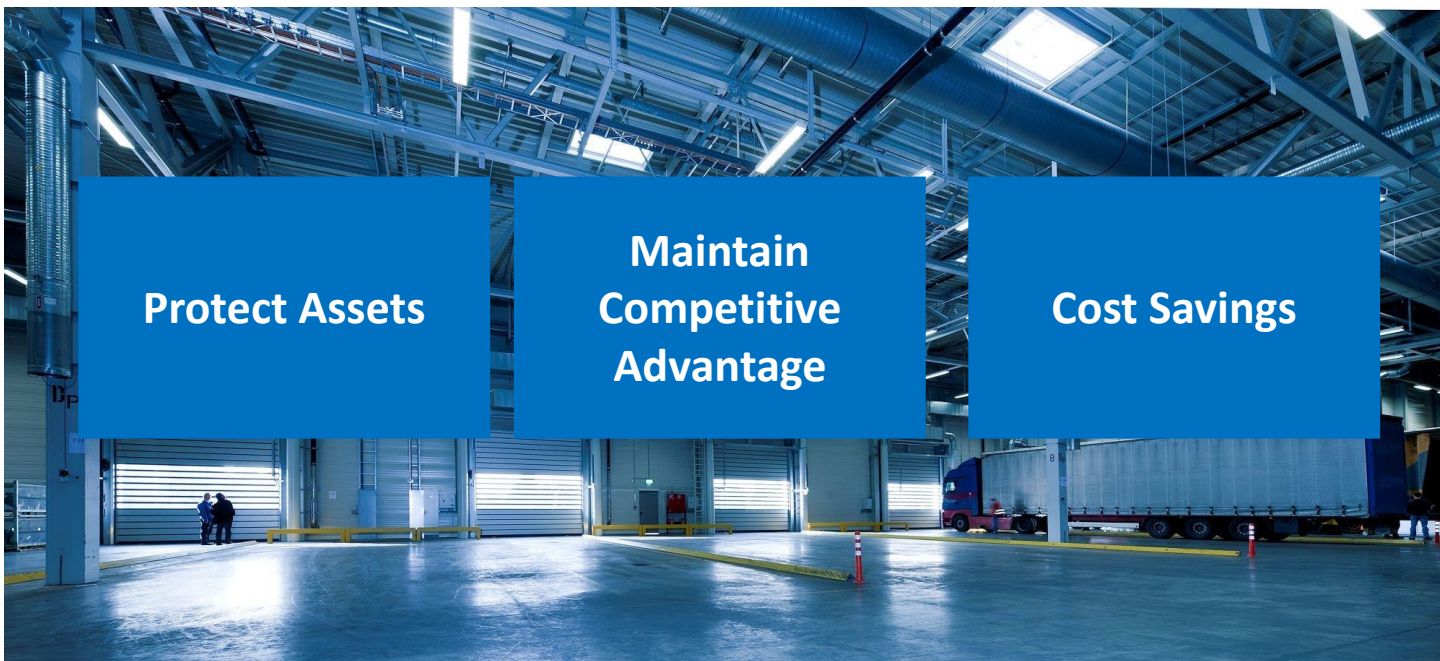 Protect Assets
Maintain
Competitive
Advantage
Cost Savings
B